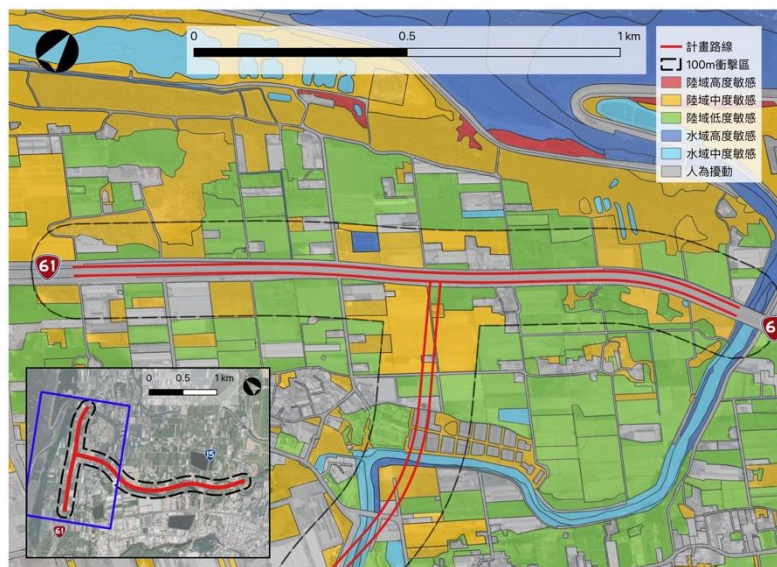 0 0.5 1 km
計畫路線
100m衝擊區
陸域高度敏感
陸域中度敏感
陸域低度敏感
水域高度敏感
水域中度敏感
人為擾動
61
6
0 0.5 1 km
15
61